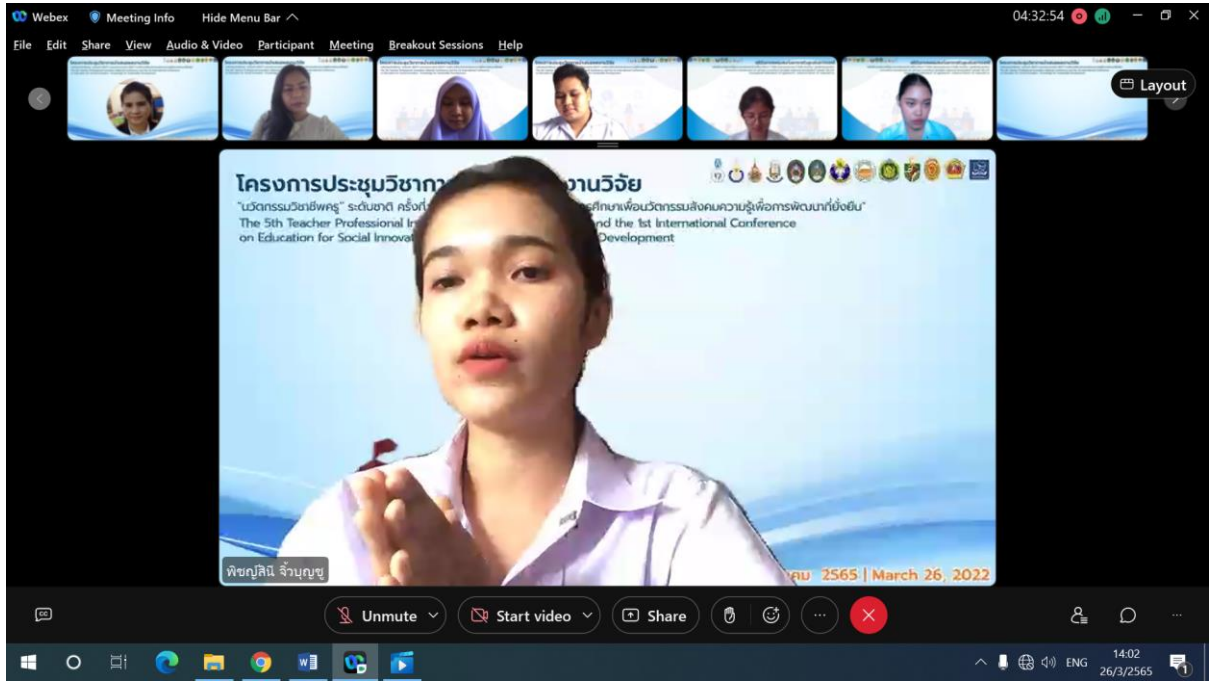 Webex Meeting Info Hide Menu Bar
04:32:54
File Edit Share View Audio & Video Participant Meeting Breakout Sessions Help
Layout
โครงการประชุมวิชากา งานวิจัย
"นวัตกรรมวิชาชีพครู" ระดับชาติ ครั้งที่ ศึกษาเพื่อนวัตกรรมสังคมความรู้เพื่อการพัฒนาที่ยั่งยืน"
The 5th Teacher Professional In nd the 1st International Conference
on Education for Social Innovat Development
พิชญ์สินี จิ๋วบุญชู
คม 2565 | March 26, 2022
CC
Unmute Start video Share
W
ENG
14:02
26/3/2565
1